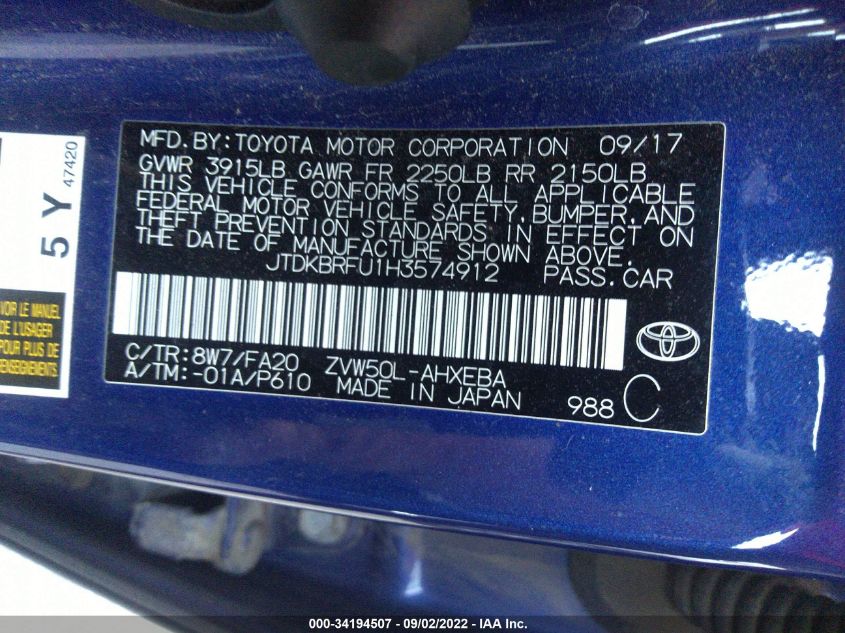 MFD.BY:TOYOTA MOTOR CORPORATION 09/17
GVWR 3915LB GAWR FR 2250LB RR 2150LB
THIS VEHICLE CONFORMS TO ALL APPLICABLE
FEDERAL MOTOR VEHICLE SAFETY, BUMPER, AND
THEFT PREVENTION STANDARDS IN EFFECT ON
THE DATE OF MANUFACTURE SHOWN ABOVE.
JTDKBRFU1H3574912 PASS.CAR
C/TR:8W7/FA20 ZVW50L-AHXEBA
A/TM:-01A/P610 MADE IN JAPAN
988 C
5 Y 47420
VOIR LE MANUEL
DE L'USAGER
POUR PLUS DE
RENSEIGNEMENTS
000-34194507 - 09/02/2022 - IAA Inc.